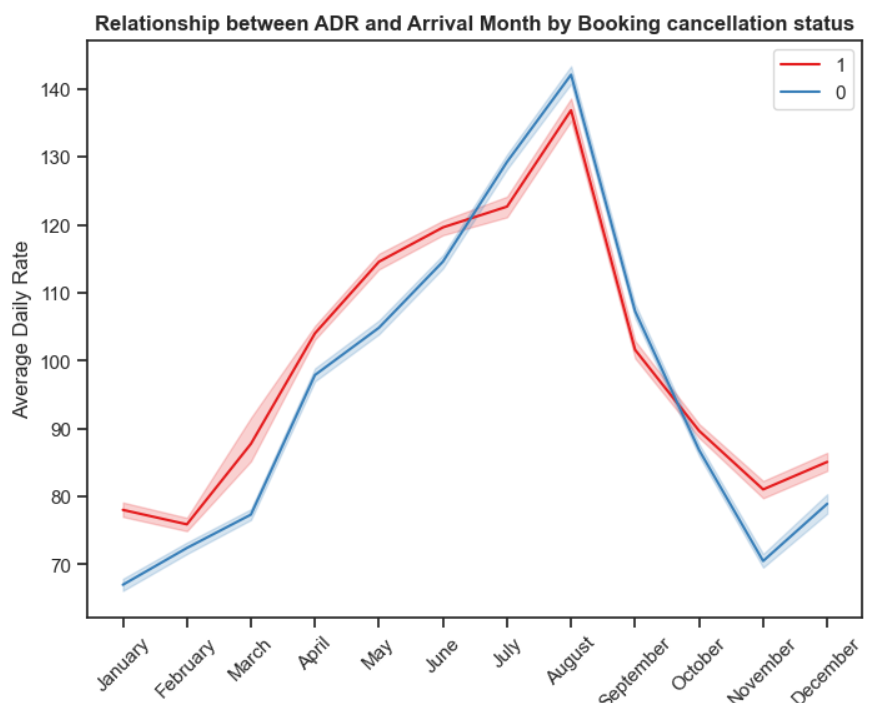 Relationship between ADR and Arrival Month by Booking cancellation status
1
0
Average Daily Rate
140
130
120
110
100
90
80
70
January
February
March
April
May
June
July
August
September
October
November
December